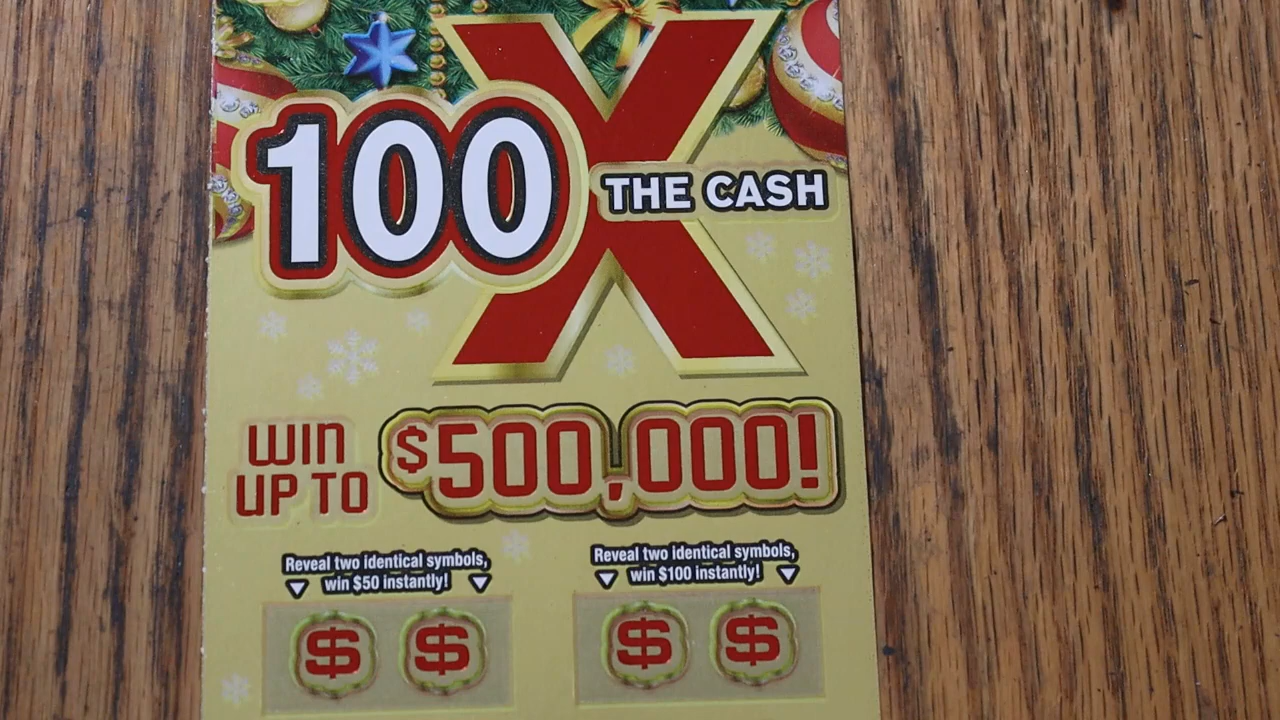 100X
THE CASH
WIN
UP TO
$500,000!
Reveal two identical symbols,
win $50 instantly!
Reveal two identical symbols,
win $100 instantly!
$ $
$ $